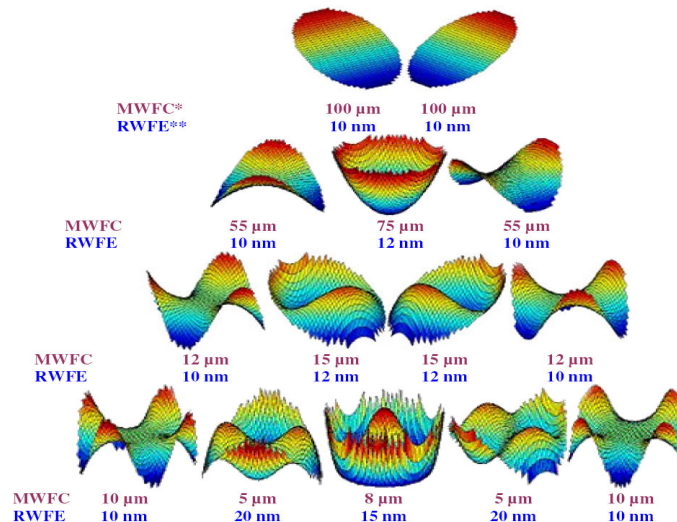 MWFC* 100 µm 100 µm
RWFE** 10 nm 10 nm
MWFC 55 µm 75 µm 55 µm
RWFE 10 nm 12 nm 10 nm
MWFC 12 µm 15 µm 15 µm 12 µm
RWFE 10 nm 12 nm 12 nm 10 nm
MWFC 10 µm 5 µm 8 µm 5 µm 10 µm
RWFE 10 nm 20 nm 15 nm 20 nm 10 nm